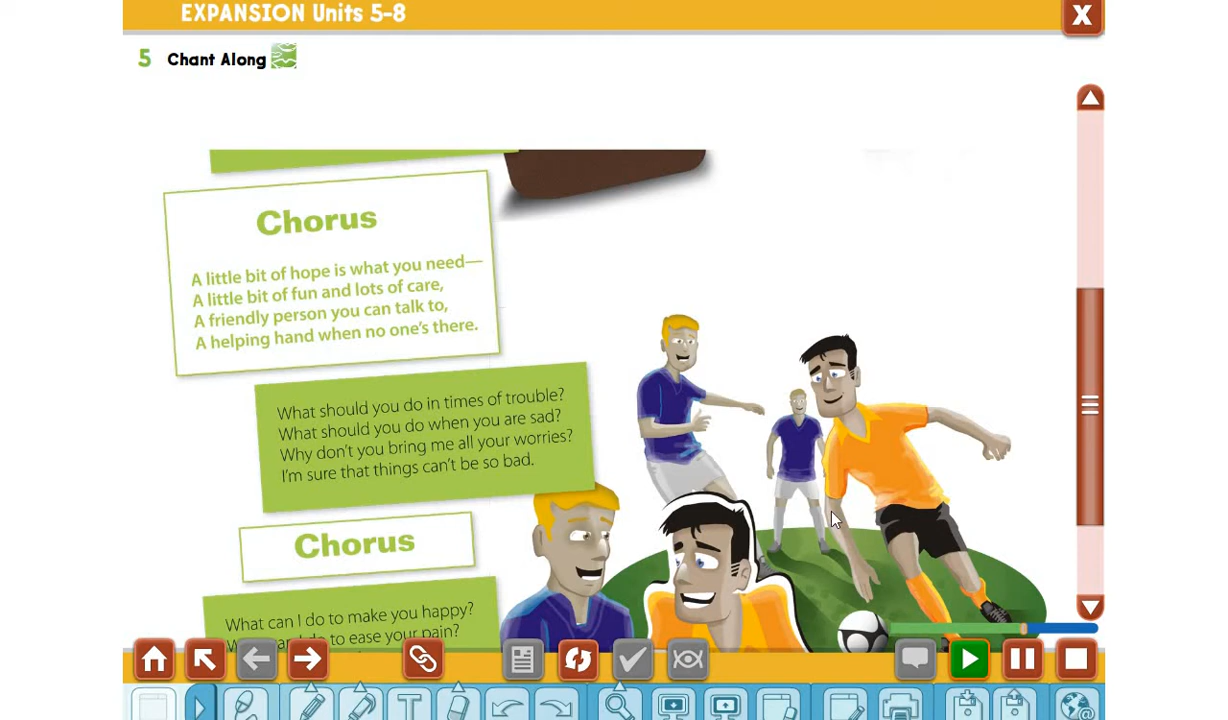 EXPANSION Units 5-8
X
5 Chant Along
Chorus
A little bit of hope is what you need—
A little bit of fun and lots of care,
A friendly person you can talk to,
A helping hand when no one's there.
What should you do in times of trouble?
What should you do when you are sad?
Why don't you bring me all your worries?
I'm sure that things can't be so bad.
Chorus
What can I do to make you happy?
to ease your pain?
T